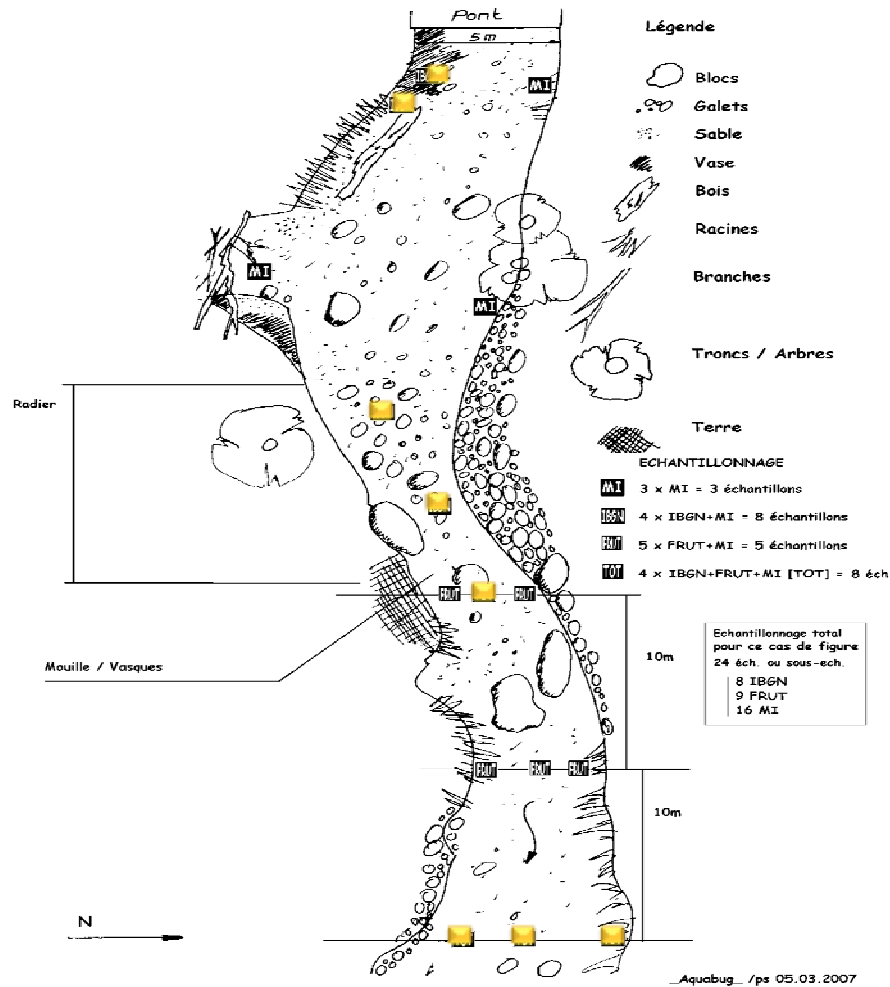 Pont
5 m
Légende
IB
MI
Blocs
Galets
Sable
Vase
Bois
Racines
MI
Branches
MI
Troncs / Arbres
Radier
Terre
ECHANTILLONNAGE
MI 3 x MI = 3 échantillons
IBGN 4 x IBGN+MI = 8 échantillons
FRUT 5 x FRUT+MI = 5 échantillons
TOT 4 x IBGN+FRUT+MI [TOT] = 8 éch
FRUT FRUT
Mouille / Vasques
10m
Echantillonnage total
pour ce cas de figure
24 éch. ou sous-ech.
8 IBGN
9 FRUT
16 MI
FRUT FRUT FRUT
10m
N
_Aquabug_ /ps 05.03.2007